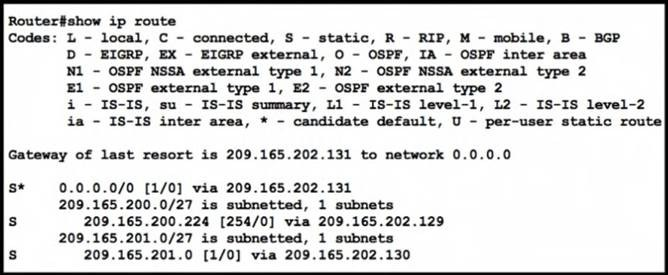 Router#show ip route
Codes: L - local, C - connected, S - static, R - RIP, M - mobile, B - BGP
D - EIGRP, EX - EIGRP external, O - OSPF, IA - OSPF inter area
N1 - OSPF NSSA external type 1, N2 - OSPF NSSA external type 2
E1 - OSPF external type 1, E2 - OSPF external type 2
i - IS-IS, su - IS-IS summary, L1 - IS-IS level-1, L2 - IS-IS level-2
ia - IS-IS inter area, * - candidate default, U - per-user static route
Gateway of last resort is 209.165.202.131 to network 0.0.0.0
S* 0.0.0.0/0 [1/0] via 209.165.202.131
209.165.200.0/27 is subnetted, 1 subnets
S 209.165.200.224 [254/0] via 209.165.202.129
209.165.201.0/27 is subnetted, 1 subnets
S 209.165.201.0 [1/0] via 209.165.202.130